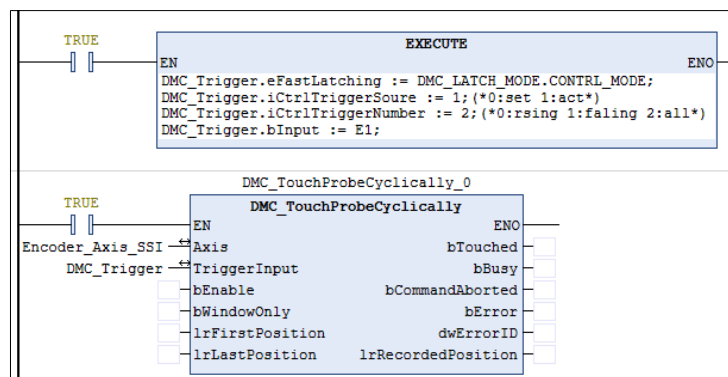 TRUE
EXECUTE
EN ENO
DMC_Trigger.eFastLatching := DMC_LATCH_MODE.CONTRL_MODE;
DMC_Trigger.iCtrlTriggerSoure := 1;(*0:set 1:act*)
DMC_Trigger.iCtrlTriggerNumber := 2;(*0:rsing 1:faling 2:all*)
DMC_Trigger.bInput := E1;
DMC_TouchProbeCyclically_0
TRUE
DMC_TouchProbeCyclically
EN ENO
Encoder_Axis_SSI Axis bTouched
DMC_Trigger TriggerInput bBusy
bEnable bCommandAborted
bWindowOnly bError
lrFirstPosition dwErrorID
lrLastPosition lrRecordedPosition